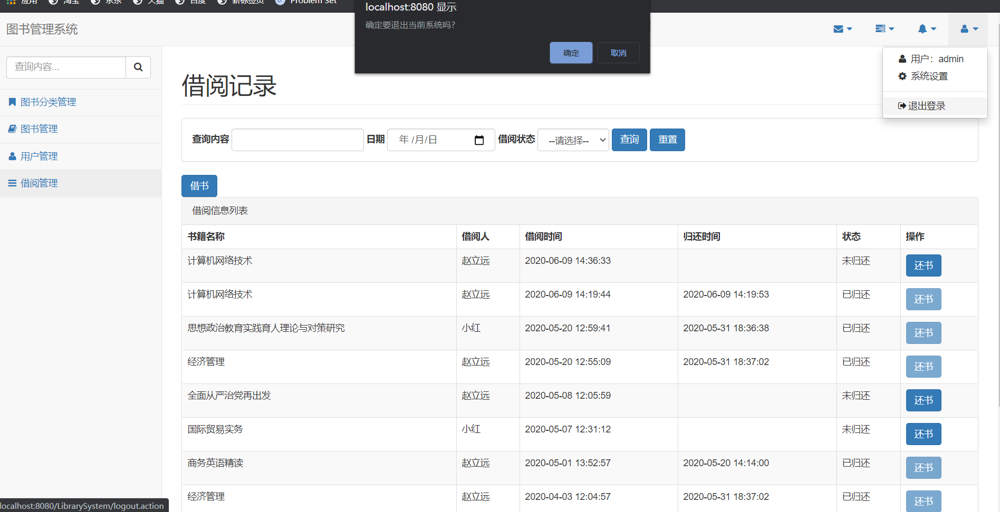 应用 淘宝 京东 天猫 百度 新标签页 Problem Set
localhost:8080 显示
确定要退出当前系统吗?
确定 取消
图书管理系统
用户：admin
系统设置
退出登录
查询内容...
图书分类管理
图书管理
用户管理
借阅管理
借阅记录
查询内容 日期 年 /月/日 借阅状态 --请选择-- 查询 重置
借书
借阅信息列表
书籍名称 借阅人 借阅时间 归还时间 状态 操作
计算机网络技术 赵立远 2020-06-09 14:36:33 未归还 还书
计算机网络技术 赵立远 2020-06-09 14:19:44 2020-06-09 14:19:53 已归还 还书
思想政治教育实践育人理论与对策研究 小红 2020-05-20 12:59:41 2020-05-31 18:36:38 已归还 还书
经济管理 赵立远 2020-05-20 12:55:09 2020-05-31 18:37:02 已归还 还书
全面从严治党再出发 赵立远 2020-05-08 12:05:59 未归还 还书
国际贸易实务 小红 2020-05-07 12:31:12 未归还 还书
商务英语精读 赵立远 2020-05-01 13:52:57 2020-05-20 14:14:00 已归还 还书
经济管理 赵立远 2020-04-03 12:04:57 2020-05-31 18:37:02 已归还 还书
localhost:8080/LibrarySystem/logout.action